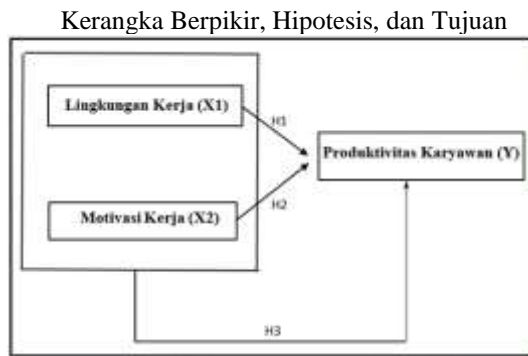 Kerangka Berpikir, Hipotesis, dan Tujuan
Lingkungan Kerja (X1)
H1
Produktivitas Karyawan (Y)
H2
Motivasi Kerja (X2)
H3